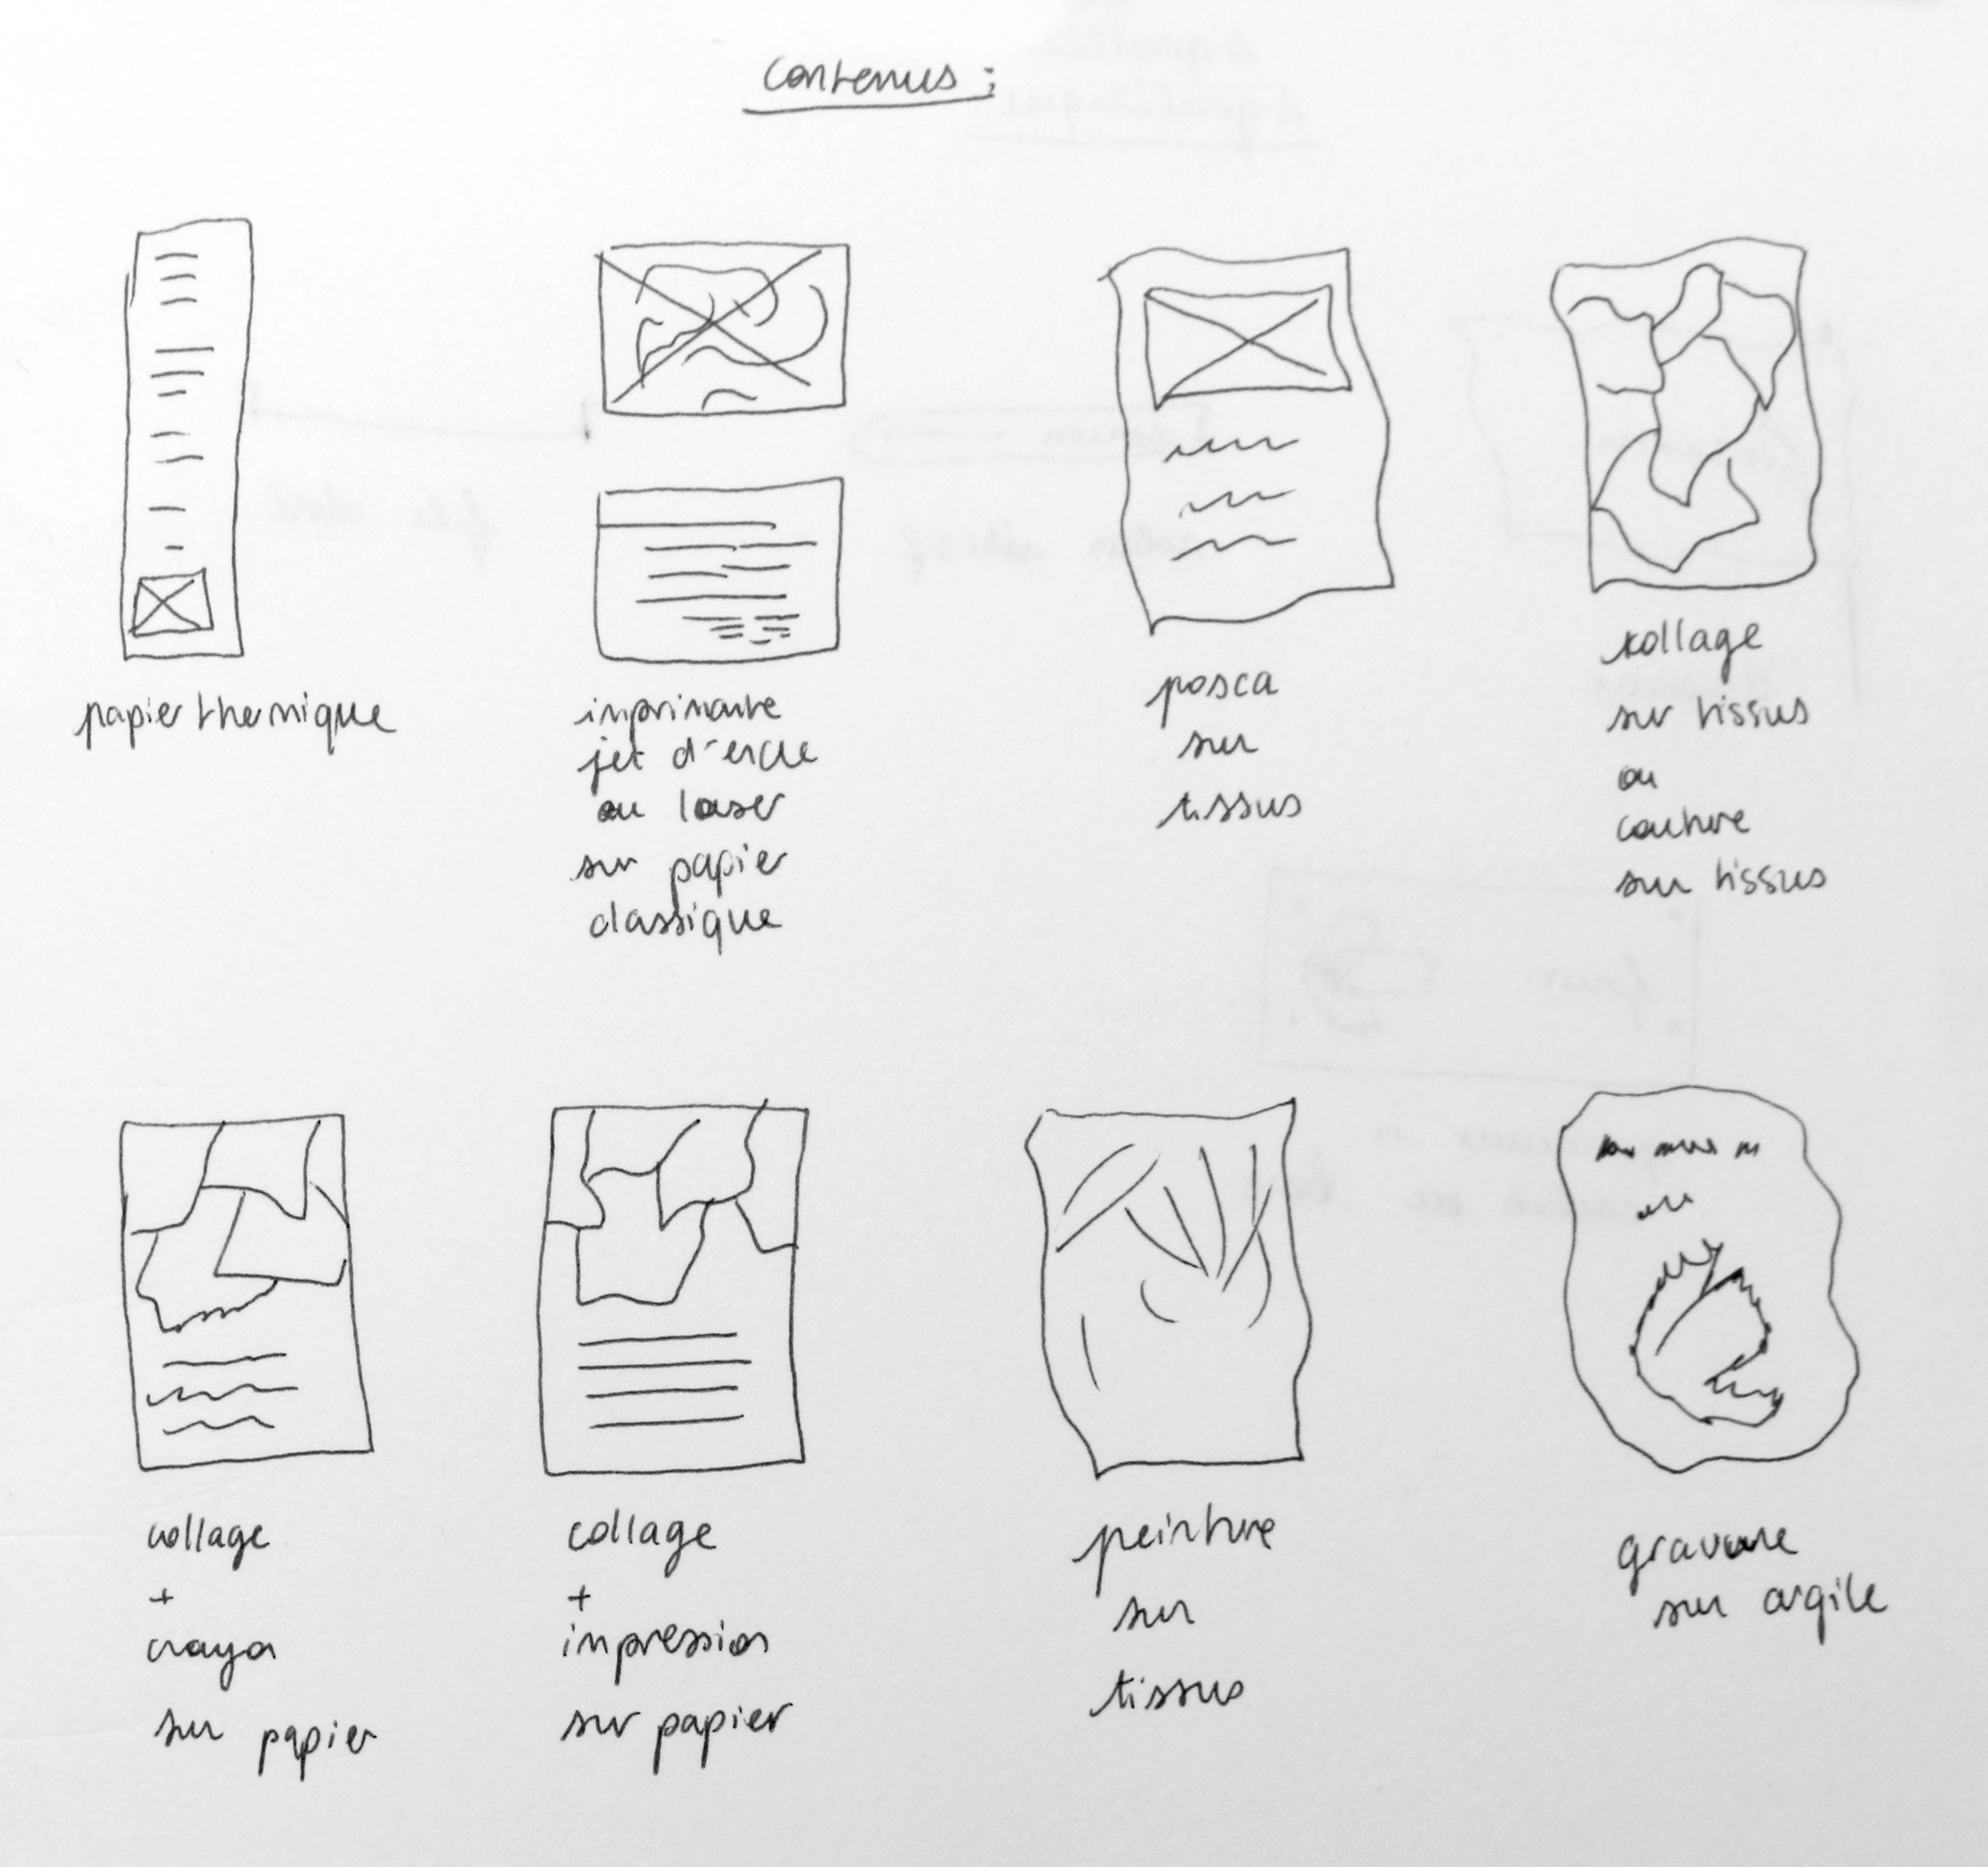 contenus :
papier thermique
imprimante
jet d'encre
ou laser
sur papier
classique
posca
sur
tissus
kollage
sur tissus
ou
couture
sur tissus
collage
+
crayon
sur papier
collage
+
impression
sur papier
peinture
sur
tissus
gravure
sur argile